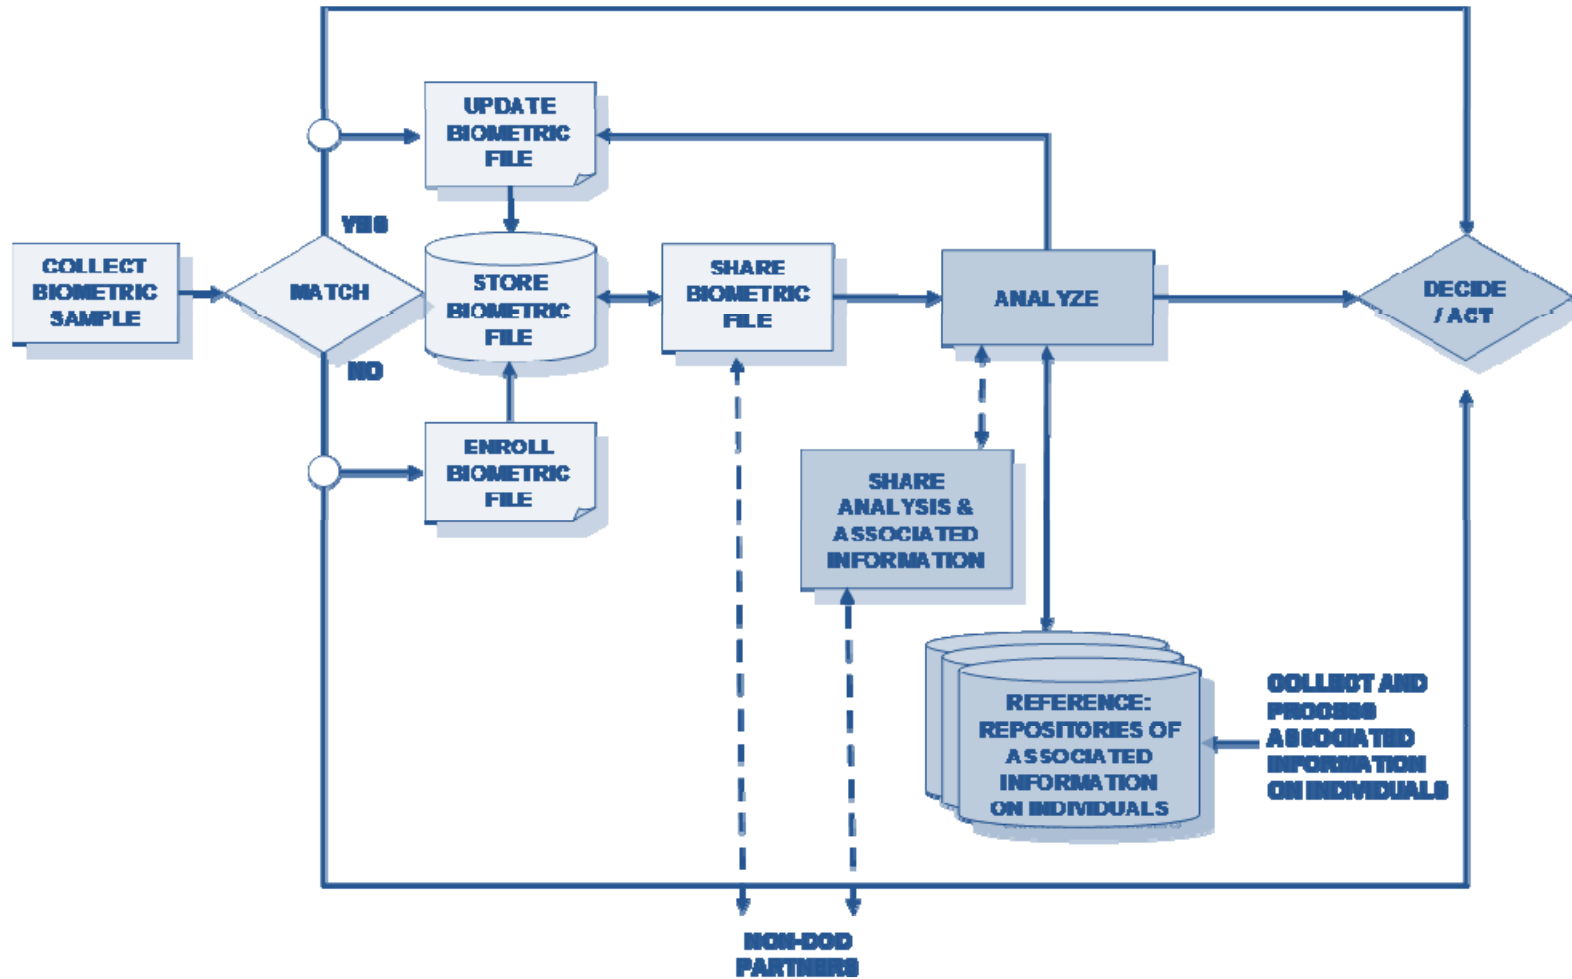 UPDATE
BIOMETRIC
FILE
YES
COLLECT
BIOMETRIC
SAMPLE
MATCH
STORE
BIOMETRIC
FILE
SHARE
BIOMETRIC
FILE
ANALYZE
DECIDE
/ ACT
NO
ENROLL
BIOMETRIC
FILE
SHARE
ANALYSIS &
ASSOCIATED
INFORMATION
REFERENCE:
REPOSITORIES OF
ASSOCIATED
INFORMATION
ON INDIVIDUALS
COLLECT AND
PROCESS
ASSOCIATED
INFORMATION
ON INDIVIDUALS
NON-DOD
PARTNERS